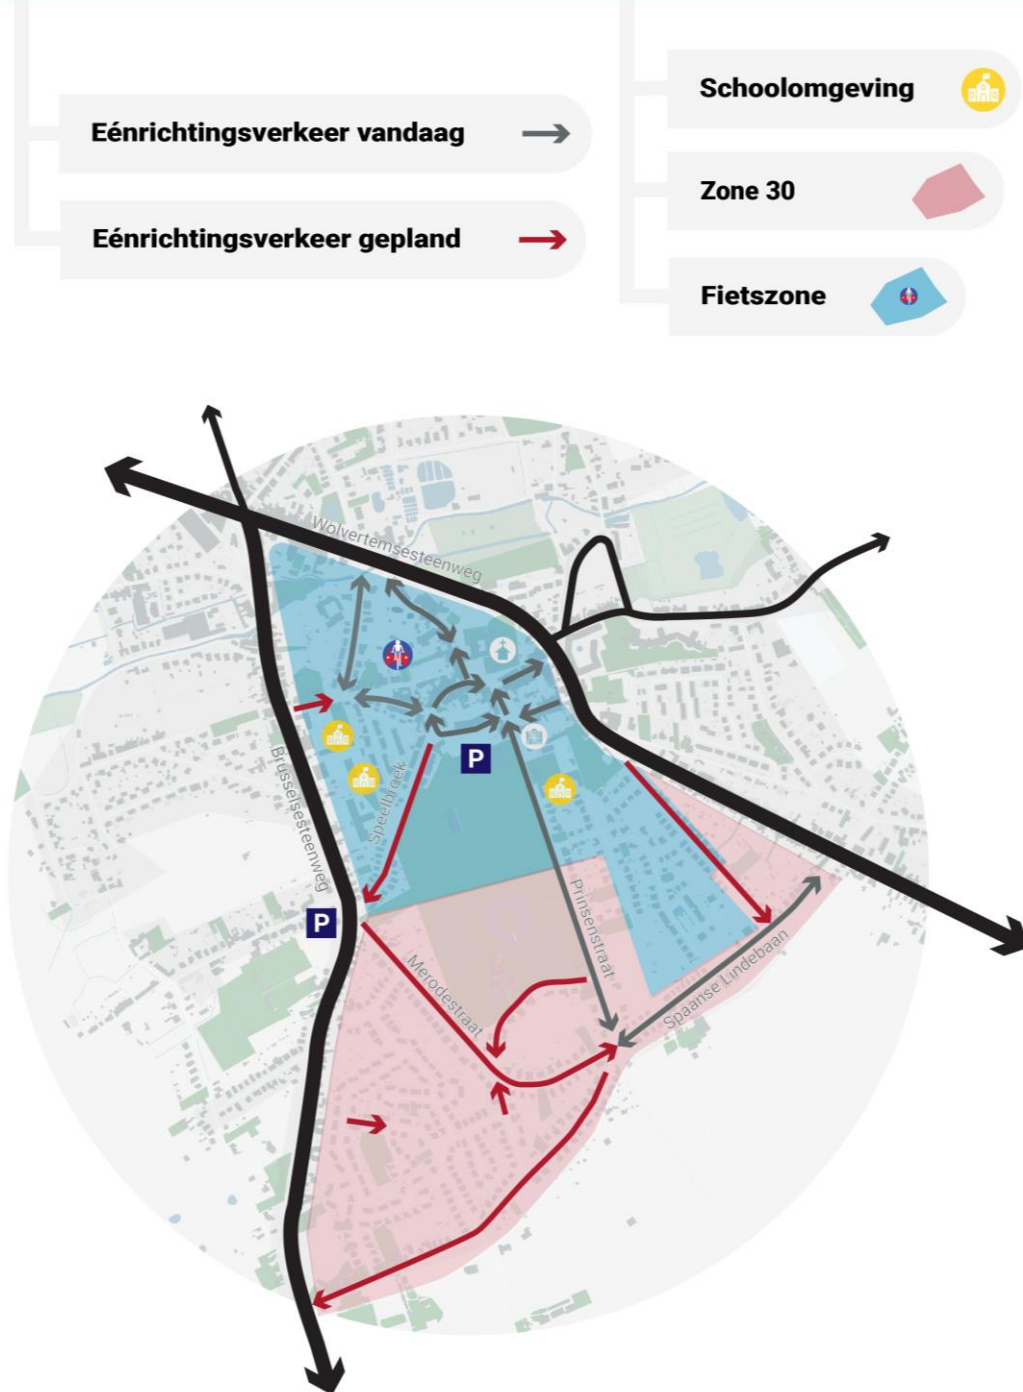 Eénrichtingsverkeer vandaag
Eénrichtingsverkeer gepland
Schoolomgeving
Zone 30
Fietszone
Wolvertemsesteenweg
Brusselsesteenweg
Speelbroek
P
P
Prinsenstraat
Merodestraat
Spaanse Lindebaan